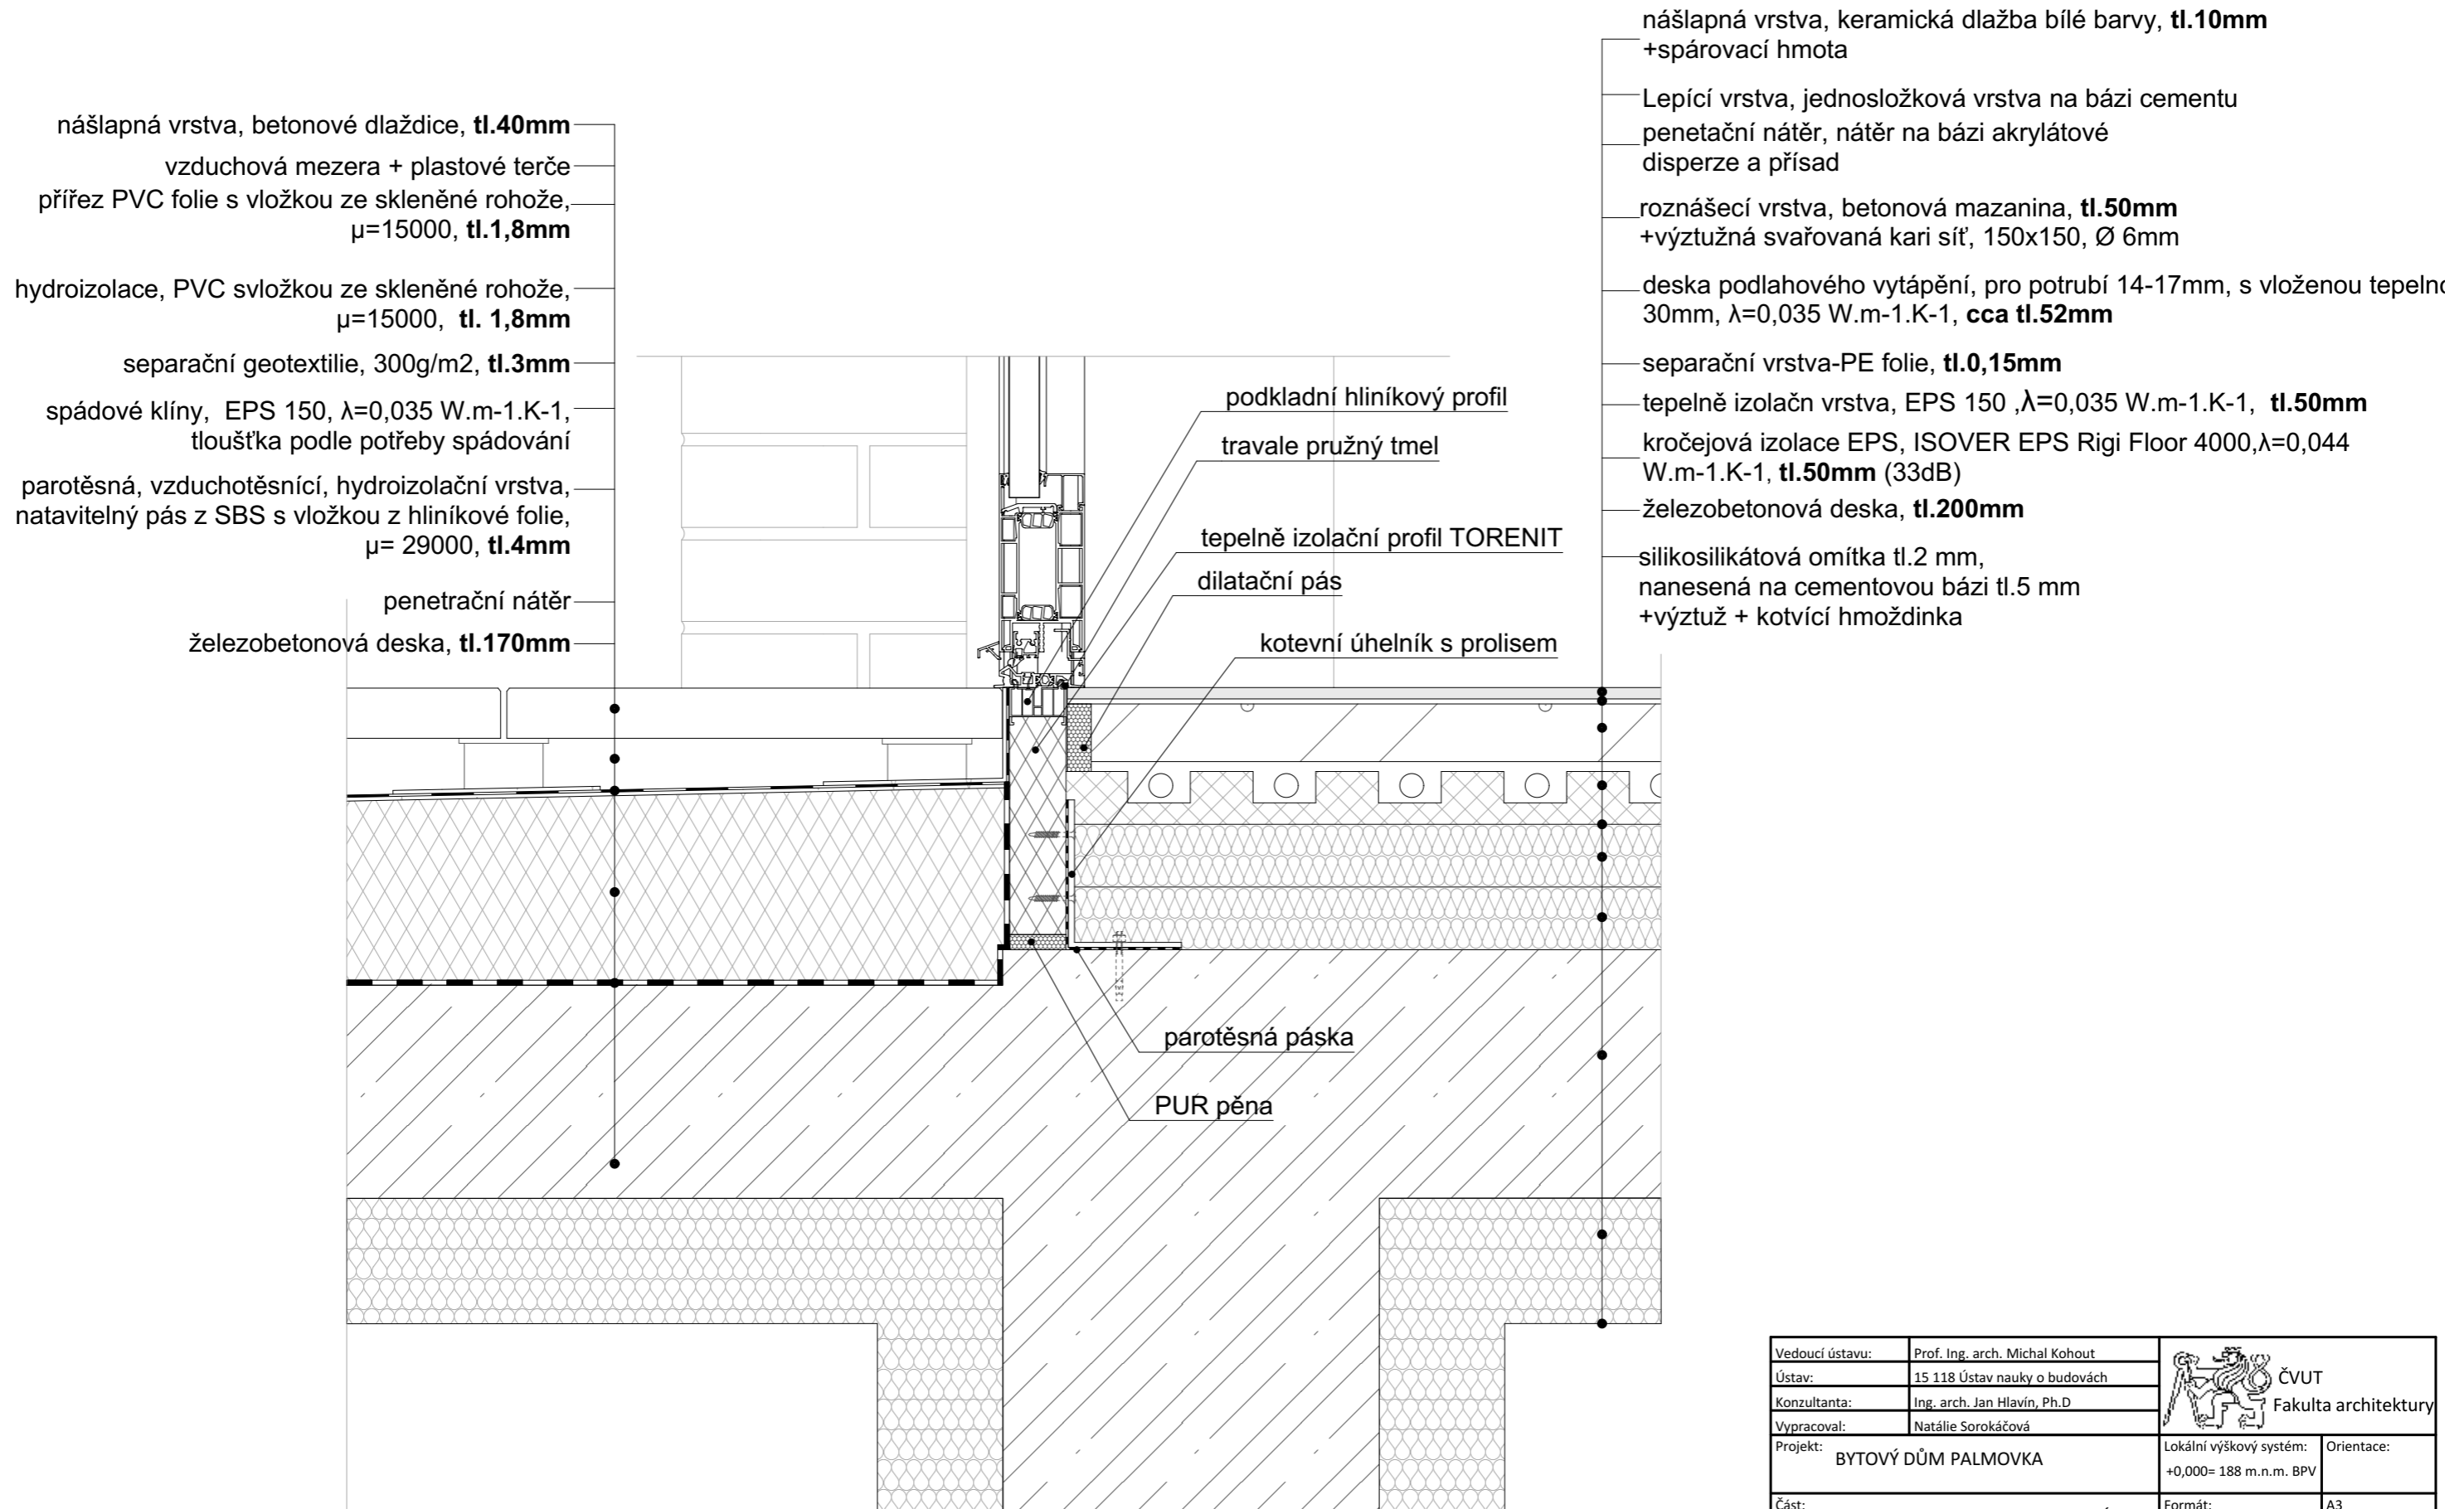 nášlapná vrstva, betonové dlaždice, tl.40mm
vzduchová mezera + plastové terče
přířez PVC folie s vložkou ze skleněné rohože,
μ=15000, tl.1,8mm
hydroizolace, PVC svložkou ze skleněné rohože,
μ=15000, tl. 1,8mm
separační geotextilie, 300g/m2, tl.3mm
spádové klíny, EPS 150, λ=0,035 W.m-1.K-1,
tloušťka podle potřeby spádování
parotěsná, vzduchotěsnící, hydroizolační vrstva,
natavitelný pás z SBS s vložkou z hliníkové folie,
μ= 29000, tl.4mm
penetrační nátěr
železobetonová deska, tl.170mm
podkladní hliníkový profil
travale pružný tmel
tepelně izolační profil TORENIT
dilatační pás
kotevní úhelník s prolisem
parotěsná páska
PUR pěna
nášlapná vrstva, keramická dlažba bílé barvy, tl.10mm
+spárovací hmota
Lepící vrstva, jednosložková vrstva na bázi cementu
penetační nátěr, nátěr na bázi akrylátové
disperze a přísad
roznášecí vrstva, betonová mazanina, tl.50mm
+výztužná svařovaná kari síť, 150x150, Ø 6mm
deska podlahového vytápění, pro potrubí 14-17mm, s vloženou tepelno
30mm, λ=0,035 W.m-1.K-1, cca tl.52mm
separační vrstva-PE folie, tl.0,15mm
tepelně izolačn vrstva, EPS 150 ,λ=0,035 W.m-1.K-1, tl.50mm
kročejová izolace EPS, ISOVER EPS Rigi Floor 4000,λ=0,044
W.m-1.K-1, tl.50mm (33dB)
železobetonová deska, tl.200mm
silikosilikátová omítka tl.2 mm,
nanesená na cementovou bázi tl.5 mm
+výztuž + kotvící hmoždinka
Vedoucí ústavu: Prof. Ing. arch. Michal Kohout
Ústav: 15 118 Ústav nauky o budovách
Konzultanta: Ing. arch. Jan Hlavín, Ph.D
Vypracoval: Natálie Sorokáčová
ČVUT
Fakulta architektury
Projekt: BYTOVÝ DŮM PALMOVKA
Lokální výškový systém:
+0,000= 188 m.n.m. BPV
Orientace:
Část:
Formát: A3